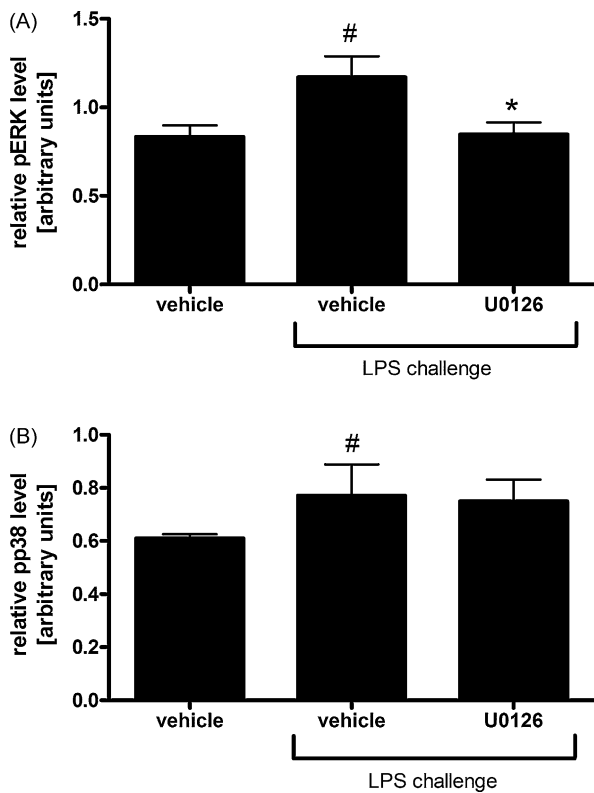 (A)
relative pERK level
[arbitrary units]
1.5
1.0
0.5
0.0
#
*
vehicle vehicle U0126
LPS challenge
(B)
relative pp38 level
[arbitrary units]
1.0
0.8
0.6
0.4
0.2
0.0
#
vehicle vehicle U0126
LPS challenge